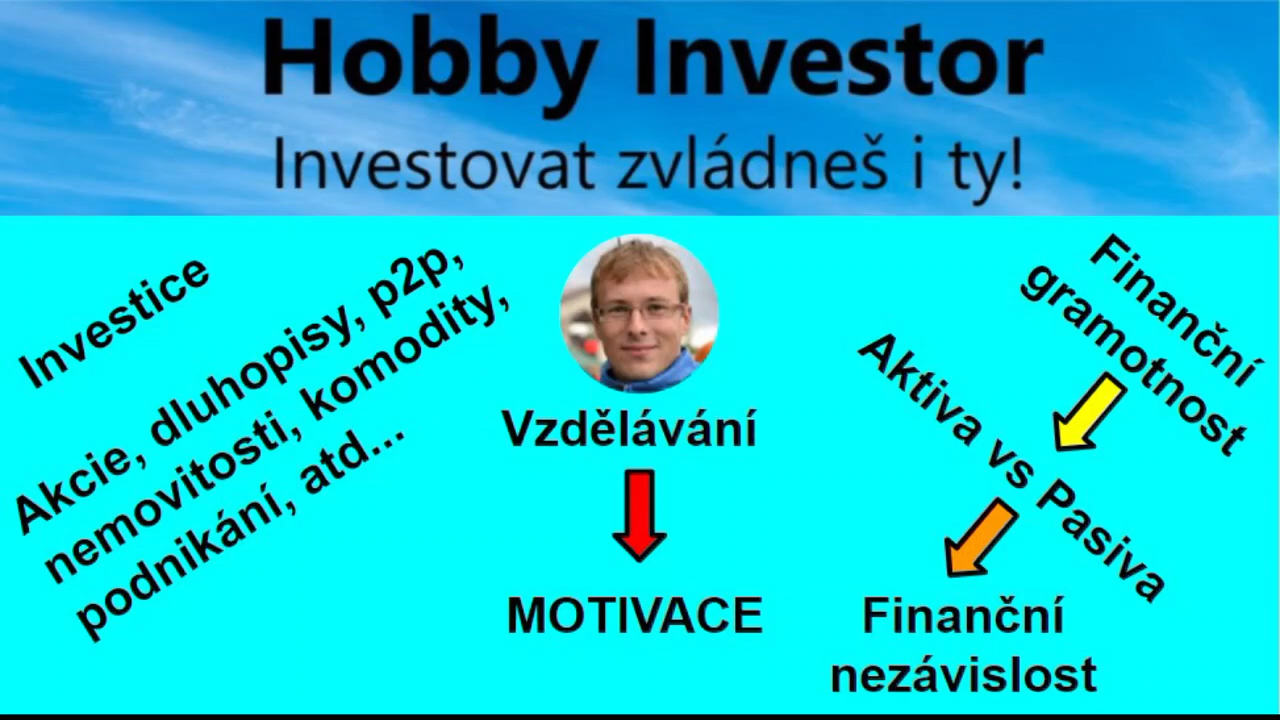 Hobby Investor
Investovat zvládneš i ty!
Investice
Akcie, dluhopisy, p2p,
nemovitosti, komodity,
podnikání, atd...
Vzdělávání
MOTIVACE
Finanční
gramotnost
Aktiva vs Pasiva
Finanční
nezávislost